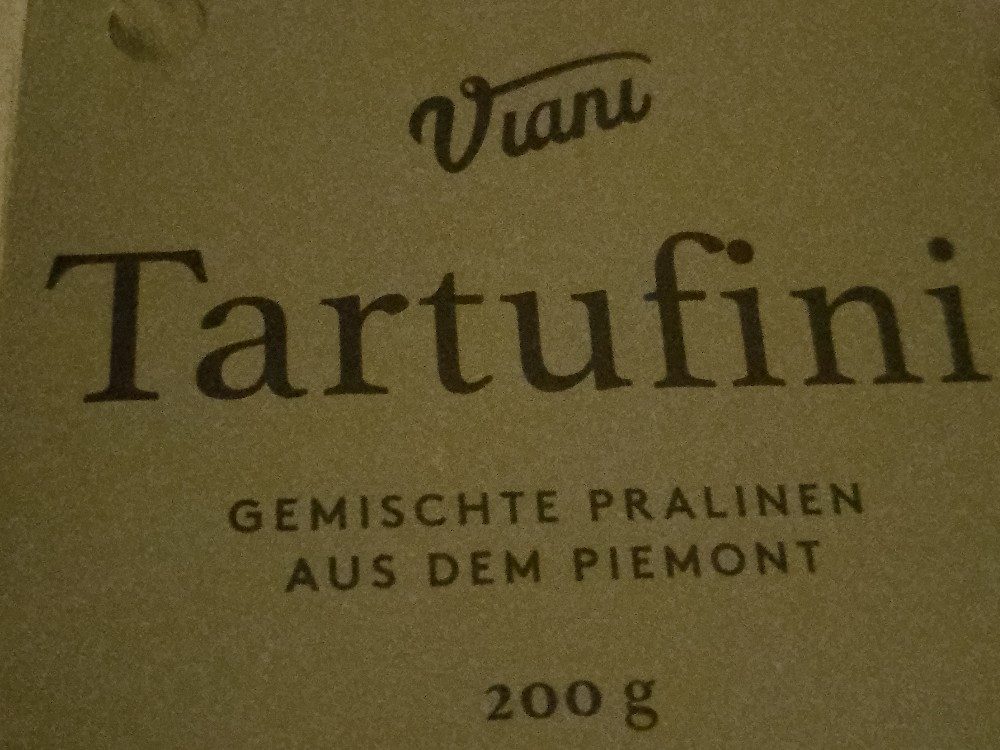 Viani
Tartufini
GEMISCHTE PRALINEN
AUS DEM PIEMONT
200 g